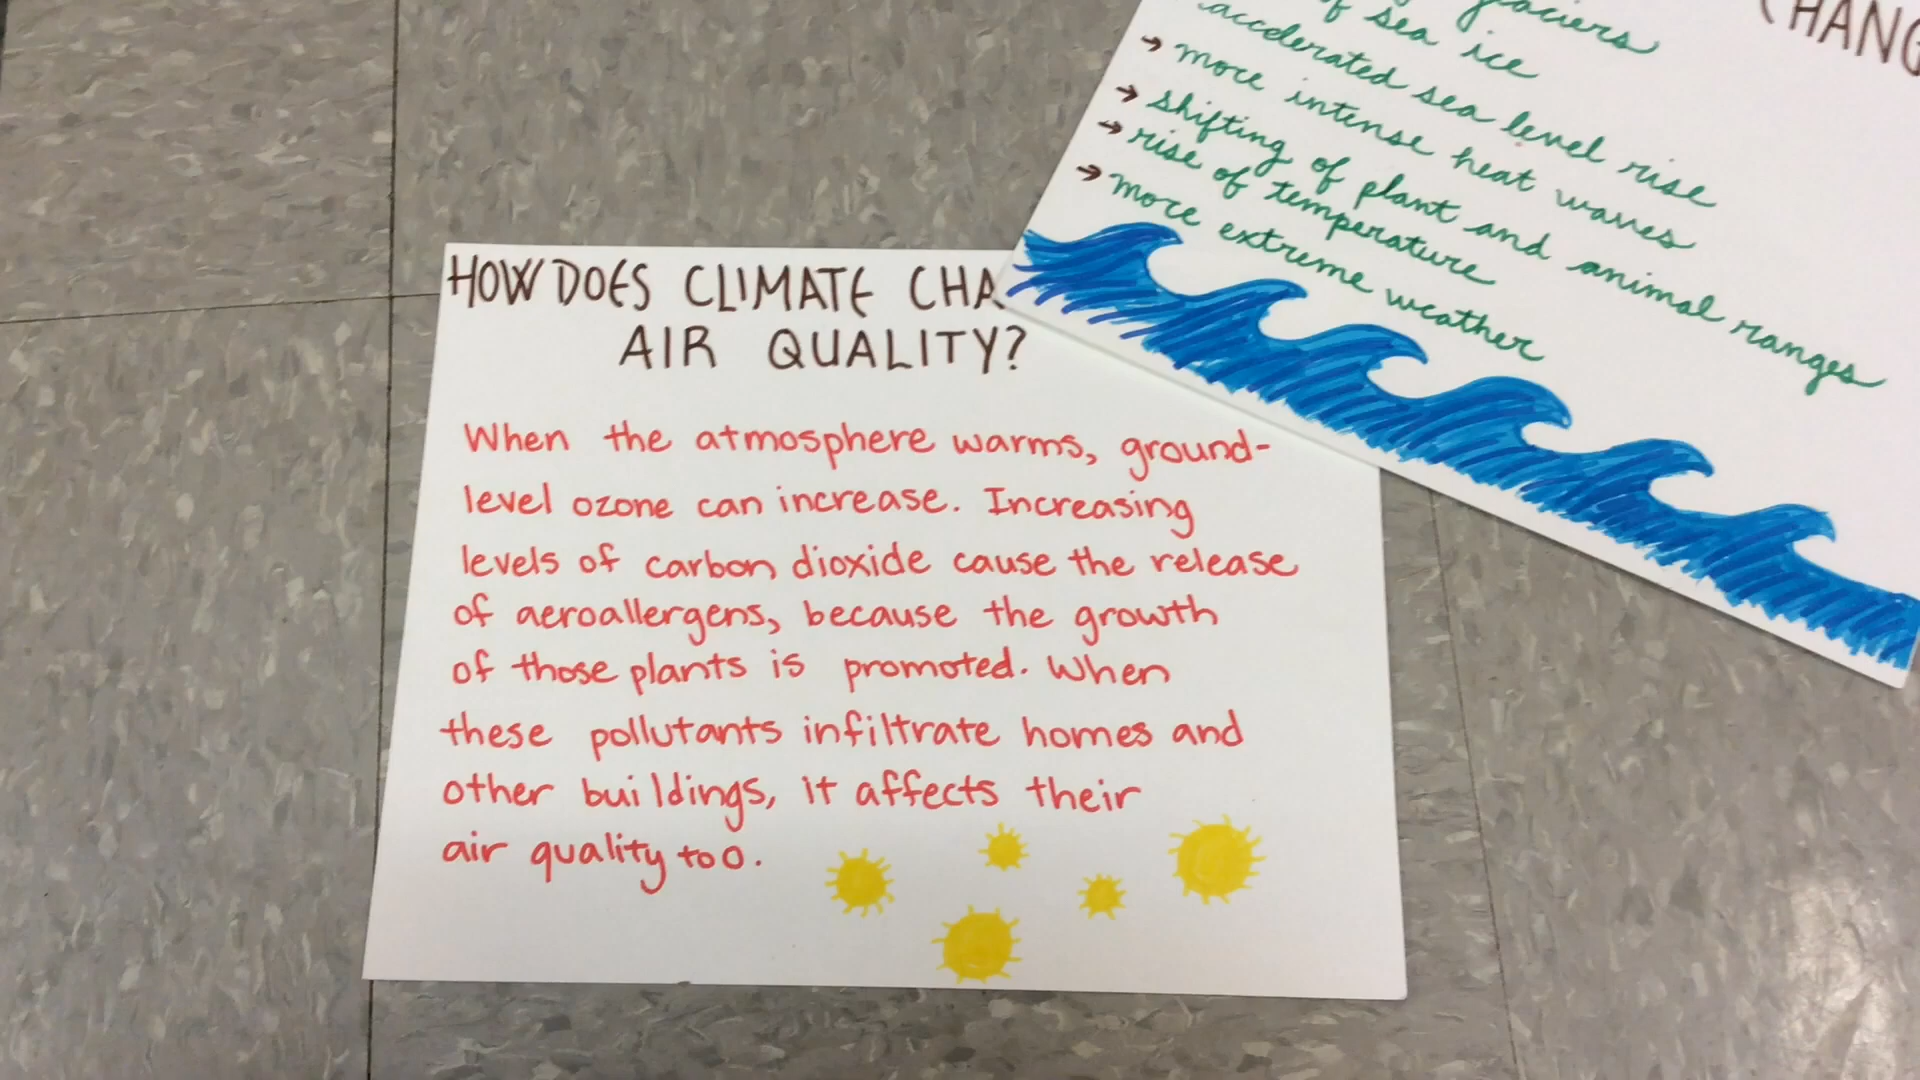 HOW DOES CLIMATE CHA
AIR QUALITY?
When the atmosphere warms, ground-
level ozone can increase. Increasing
levels of carbon dioxide cause the release
of aeroallergens, because the growth
of those plants is promoted. When
these pollutants infiltrate homes and
other buildings, it affects their
air quality too.
CHANG
glaciers
of sea ice
accelerated sea level rise
→ more intense heat waves
→ shifting of plant and animal ranges
→ rise of temperature
→ more extreme weather